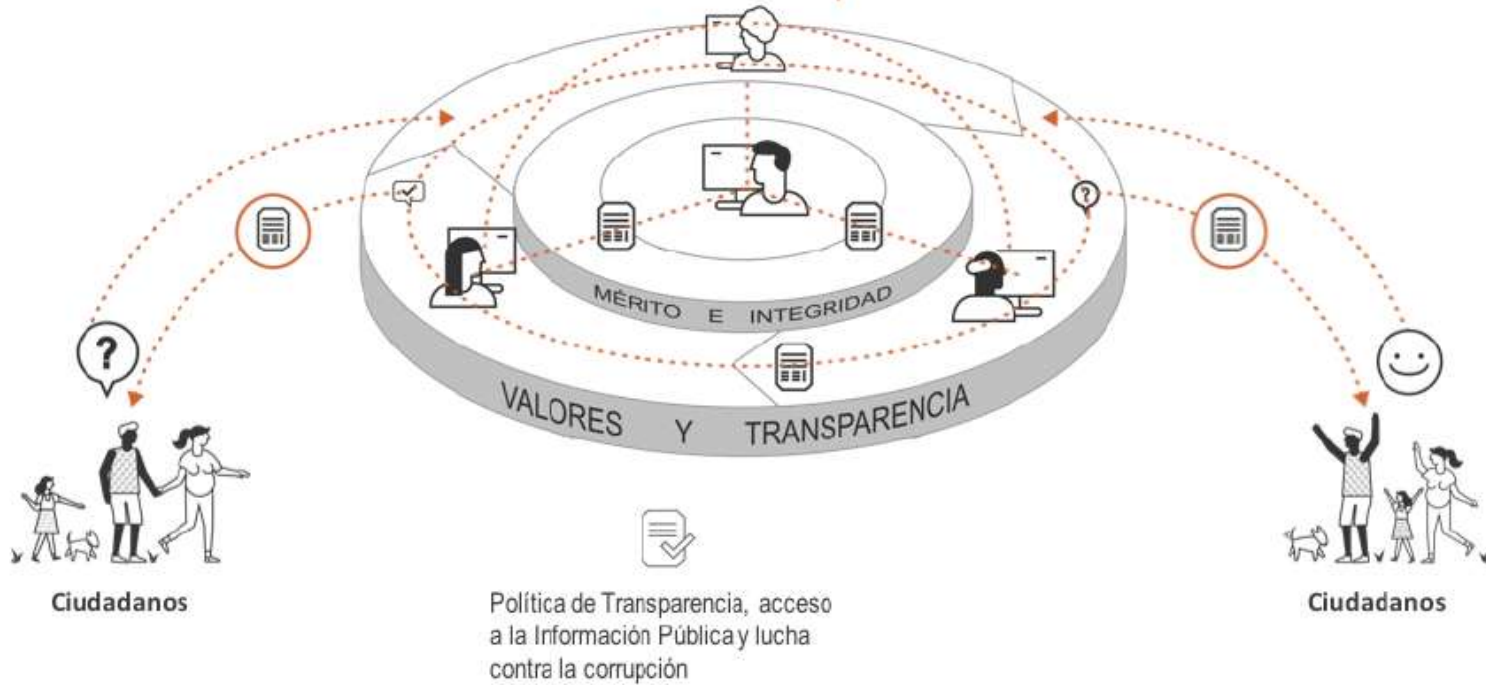 ?
?
MÉRITO E INTEGRIDAD
VALORES Y TRANSPARENCIA
Ciudadanos
Ciudadanos
Política de Transparencia, acceso
a la Información Pública y lucha
contra la corrupción